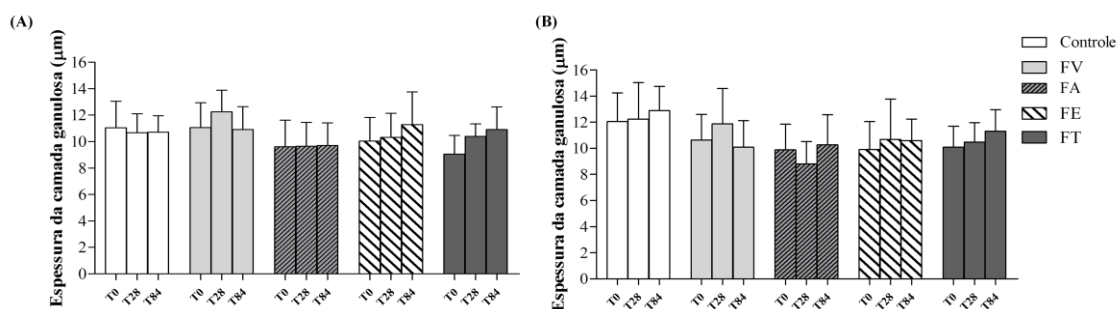 (A)
Espessura da camada ganulosa (μm)
16
14
12
10
8
6
4
2
0
T0 T28 T84 T0 T28 T84 T0 T28 T84 T0 T28 T84 T0 T28 T84
(B)
Espessura da camada ganulosa (μm)
16
14
12
10
8
6
4
2
0
T0 T28 T84 T0 T28 T84 T0 T28 T84 T0 T28 T84 T0 T28 T84
Controle
FV
FA
FE
FT